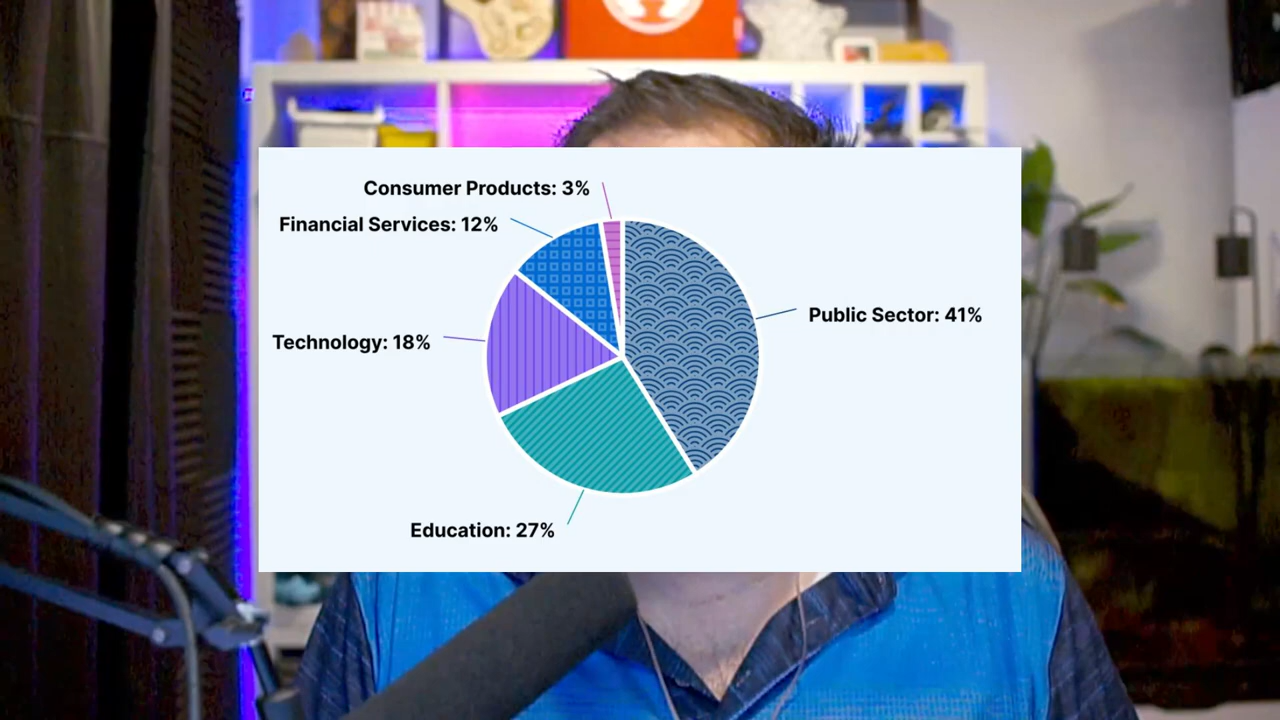 Consumer Products: 3%
Financial Services: 12%
Public Sector: 41%
Technology: 18%
Education: 27%